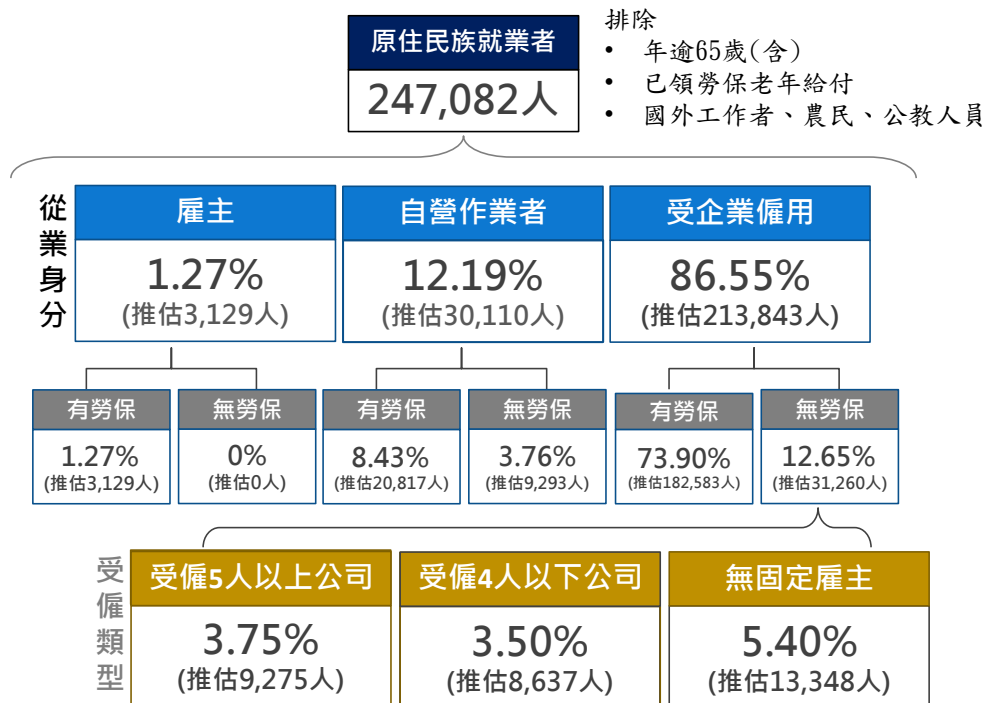 原住民族就業者
247,082人
排除
• 年逾65歲(含)
• 已領勞保老年給付
• 國外工作者、農民、公教人員
從業身分
雇主
1.27%
(推估3,129人)
自營作業者
12.19%
(推估30,110人)
受企業僱用
86.55%
(推估213,843人)
有勞保
1.27%
(推估3,129人)
無勞保
0%
(推估0人)
有勞保
8.43%
(推估20,817人)
無勞保
3.76%
(推估9,293人)
有勞保
73.90%
(推估182,583人)
無勞保
12.65%
(推估31,260人)
受僱類型
受僱5人以上公司
3.75%
(推估9,275人)
受僱4人以下公司
3.50%
(推估8,637人)
無固定雇主
5.40%
(推估13,348人)